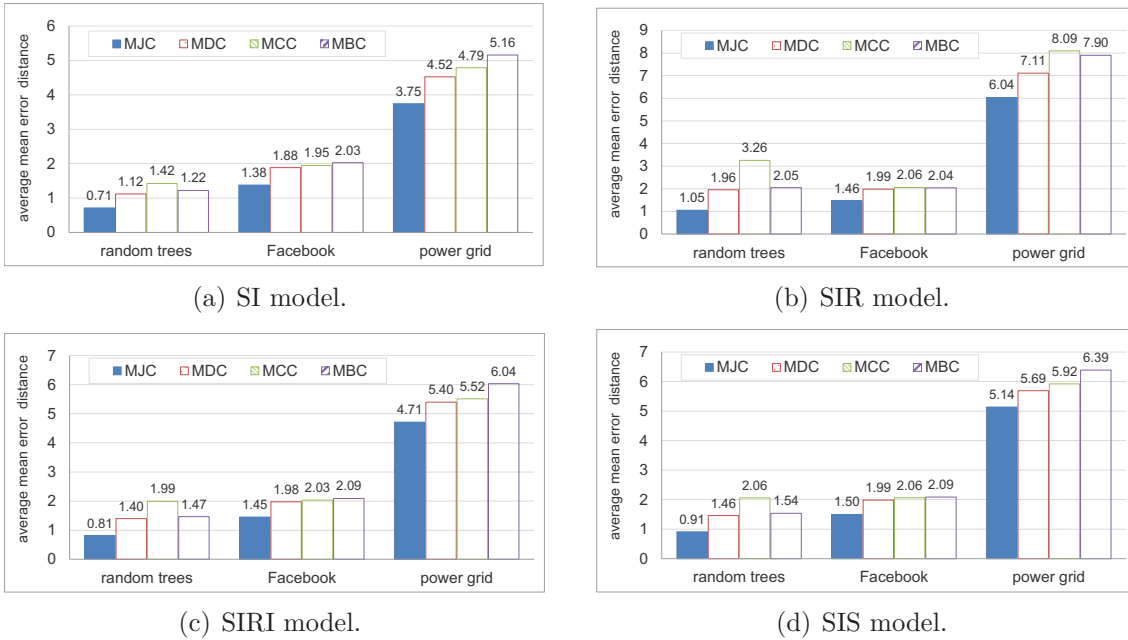 average mean error distance
6
5
4
3
2
1
0
MJC MDC MCC MBC
0.71 1.12 1.42 1.22
1.38 1.88 1.95 2.03
3.75 4.52 4.79 5.16
random trees Facebook power grid
(a) SI model.
average mean error distance
9
8
7
6
5
4
3
2
1
0
MJC MDC MCC MBC
1.05 1.96 3.26 2.05
1.46 1.99 2.06 2.04
6.04 7.11 8.09 7.90
random trees Facebook power grid
(b) SIR model.
average mean error distance
7
6
5
4
3
2
1
0
MJC MDC MCC MBC
0.81 1.40 1.99 1.47
1.45 1.98 2.03 2.09
4.71 5.40 5.52 6.04
random trees Facebook power grid
(c) SIRI model.
average mean error distance
7
6
5
4
3
2
1
0
MJC MDC MCC MBC
0.91 1.46 2.06 1.54
1.50 1.99 2.06 2.09
5.14 5.69 5.92 6.39
random trees Facebook power grid
(d) SIS model.